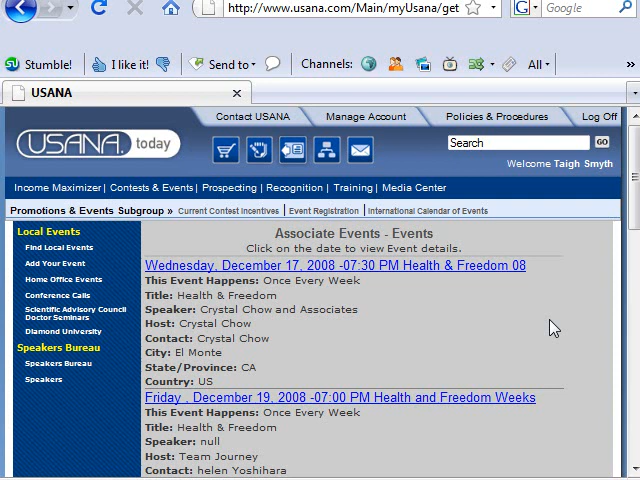 http://www.usana.com/Main/myUsana/get
Google
Stumble! I like it! Send to Channels: All »
USANA
Contact USANA Manage Account Policies & Procedures Log Off
USANA today
Search GO
Welcome Taigh Smyth
Income Maximizer | Contests & Events | Prospecting | Recognition | Training | Media Center
Promotions & Events Subgroup » Current Contest Incentives | Event Registration | International Calendar of Events
Local Events
Find Local Events
Add Your Event
Home Office Events
Conference Calls
Scientific Advisory Council
Doctor Seminars
Diamond University
Speakers Bureau
Speakers Bureau
Speakers
Associate Events - Events
Click on the date to view Event details.
Wednesday, December 17, 2008 -07:30 PM Health & Freedom 08
This Event Happens: Once Every Week
Title: Health & Freedom
Speaker: Crystal Chow and Associates
Host: Crystal Chow
Contact: Crystal Chow
City: El Monte
State/Province: CA
Country: US
Friday , December 19, 2008 -07:00 PM Health and Freedom Weeks
This Event Happens: Once Every Week
Title: Health & Freedom
Speaker: null
Host: Team Journey
Contact: helen Yoshihara